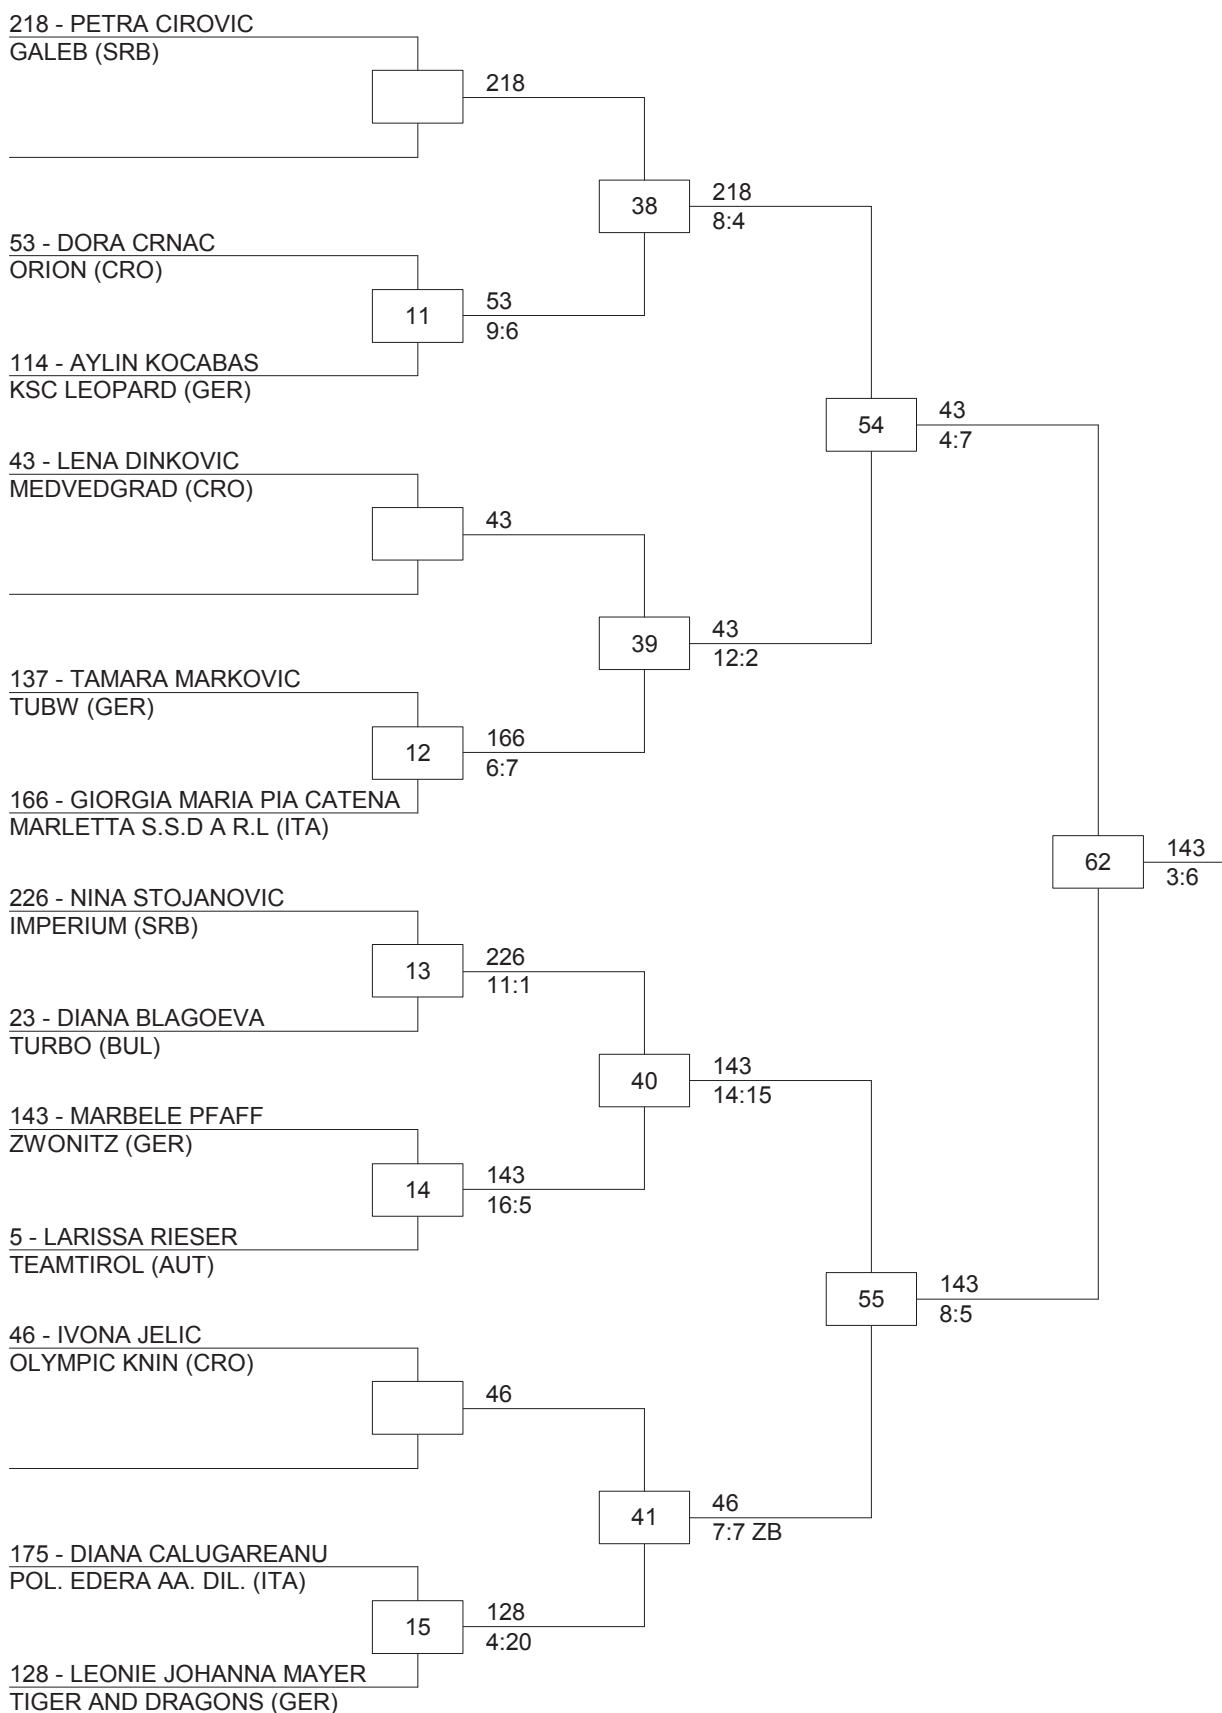 218 - PETRA CIROVIC
GALEB (SRB)
218
38
218
8:4
53 - DORA CRNAC
ORION (CRO)
11
53
9:6
114 - AYLIN KOCABAS
KSC LEOPARD (GER)
54
43
4:7
43 - LENA DINKOVIC
MEDVEDGRAD (CRO)
43
39
43
12:2
137 - TAMARA MARKOVIC
TUBW (GER)
12
166
6:7
166 - GIORGIA MARIA PIA CATENA
MARLETTA S.S.D A R.L (ITA)
62
143
3:6
226 - NINA STOJANOVIC
IMPERIUM (SRB)
13
226
11:1
23 - DIANA BLAGOEVA
TURBO (BUL)
40
143
14:15
143 - MARBELE PFAFF
ZWONITZ (GER)
14
143
16:5
5 - LARISSA RIESER
TEAMTIROL (AUT)
55
143
8:5
46 - IVONA JELIC
OLYMPIC KNIN (CRO)
46
41
46
7:7 ZB
175 - DIANA CALUGAREANU
POL. EDERA AA. DIL. (ITA)
15
128
4:20
128 - LEONIE JOHANNA MAYER
TIGER AND DRAGONS (GER)